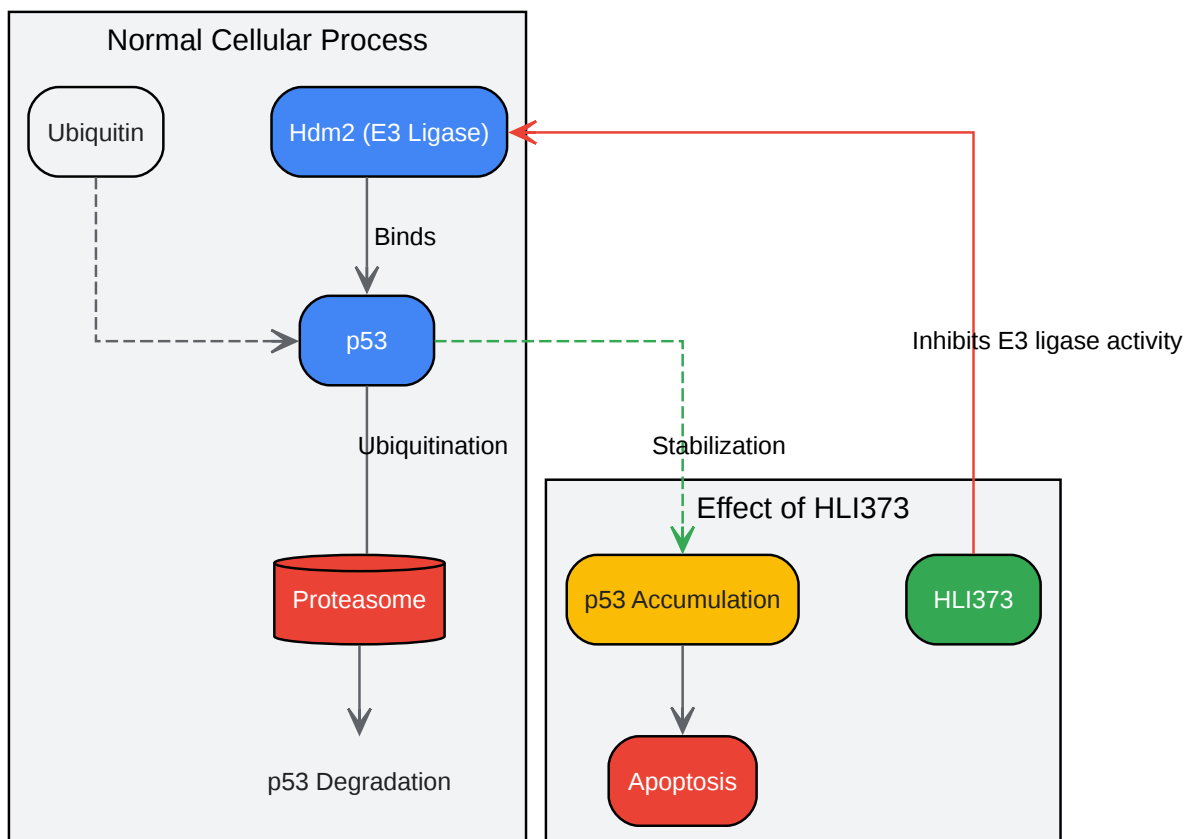 Normal Cellular Process
Ubiquitin
Hdm2 (E3 Ligase)
Binds
p53
Inhibits E3 ligase activity
Ubiquitination
Stabilization
Effect of HLI373
Proteasome
p53 Accumulation
HLI373
p53 Degradation
Apoptosis